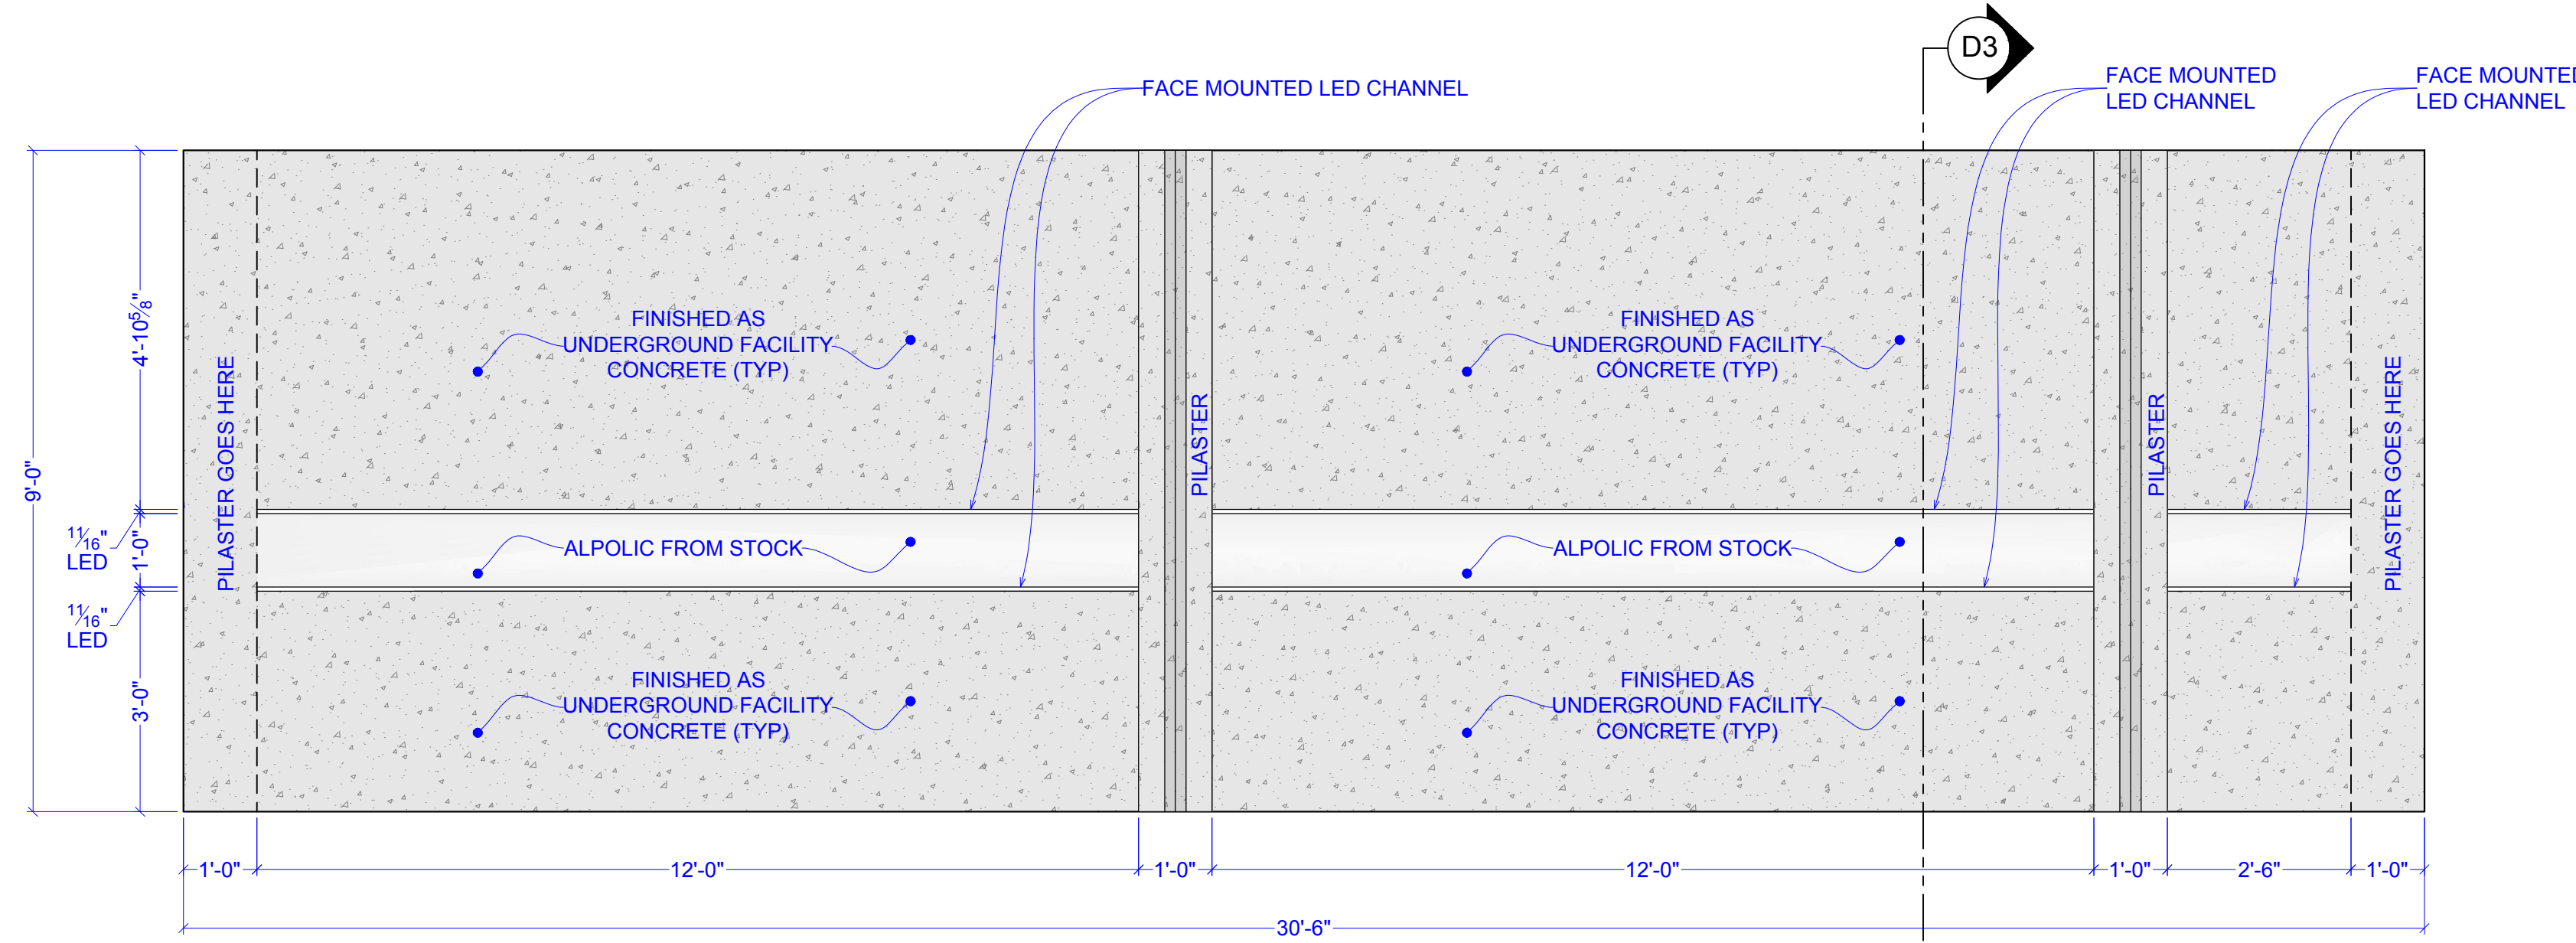 D3
FACE MOUNTED LED CHANNEL
FACE MOUNTED
LED CHANNEL
FACE MOUNTED
LED CHANNEL
9'-0"
4'-10⅝"
11/16"
LED
1'-0"
11/16"
LED
3'-0"
PILASTER GOES HERE
FINISHED AS
UNDERGROUND FACILITY
CONCRETE (TYP)
ALPOLIC FROM STOCK
FINISHED AS
UNDERGROUND FACILITY
CONCRETE (TYP)
PILASTER
FINISHED AS
UNDERGROUND FACILITY
CONCRETE (TYP)
ALPOLIC FROM STOCK
FINISHED AS
UNDERGROUND FACILITY
CONCRETE (TYP)
PILASTER
PILASTER GOES HERE
1'-0"
12'-0"
1'-0"
12'-0"
1'-0"
2'-6"
1'-0"
30'-6"